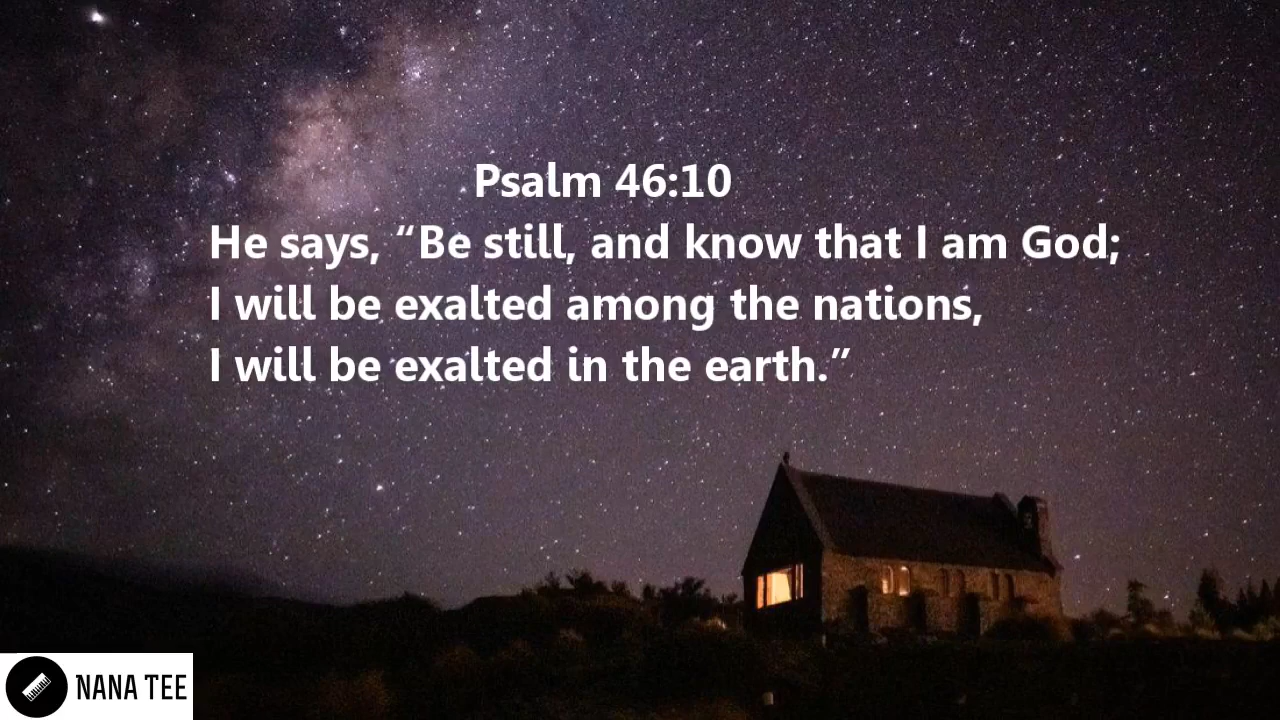 Psalm 46:10
He says, “Be still, and know that I am God;
I will be exalted among the nations,
I will be exalted in the earth.”
NANA TEE